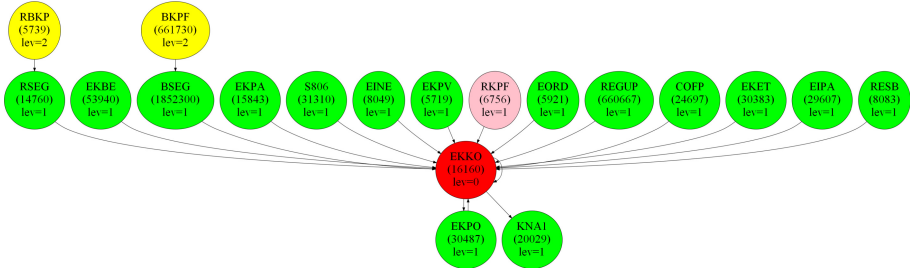 RBKP
(5739)
lev=2
BKPF
(661730)
lev=2
RSEG
(14760)
lev=1
EKBE
(53940)
lev=1
BSEG
(1852300)
lev=1
EKPA
(15843)
lev=1
S806
(31310)
lev=1
EINE
(8049)
lev=1
EKPV
(5719)
lev=1
RKPF
(6756)
lev=1
EORD
(5921)
lev=1
REGUP
(660667)
lev=1
COFP
(24697)
lev=1
EKET
(30383)
lev=1
EIPA
(29607)
lev=1
RESB
(8083)
lev=1
EKKO
(16160)
lev=0
EKPO
(30487)
lev=1
KNA1
(20029)
lev=1